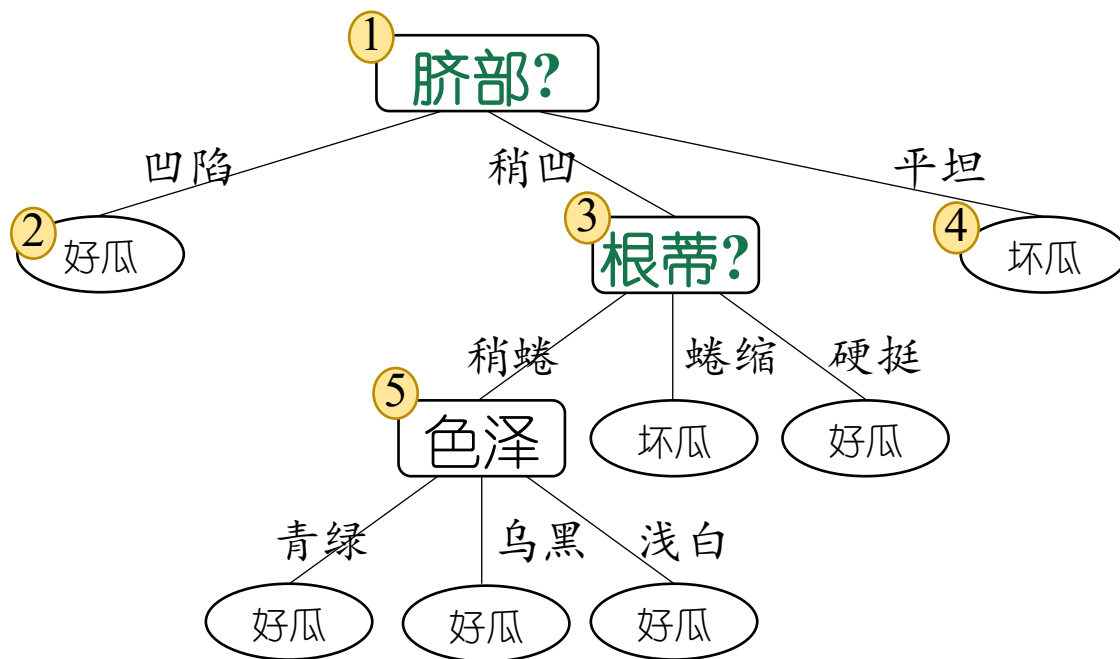 1
脐部?
凹陷
稍凹
平坦
2
好瓜
3
根蒂?
4
坏瓜
稍蜷
蜷缩
硬挺
5
色泽
坏瓜
好瓜
青绿
乌黑
浅白
好瓜
好瓜
好瓜